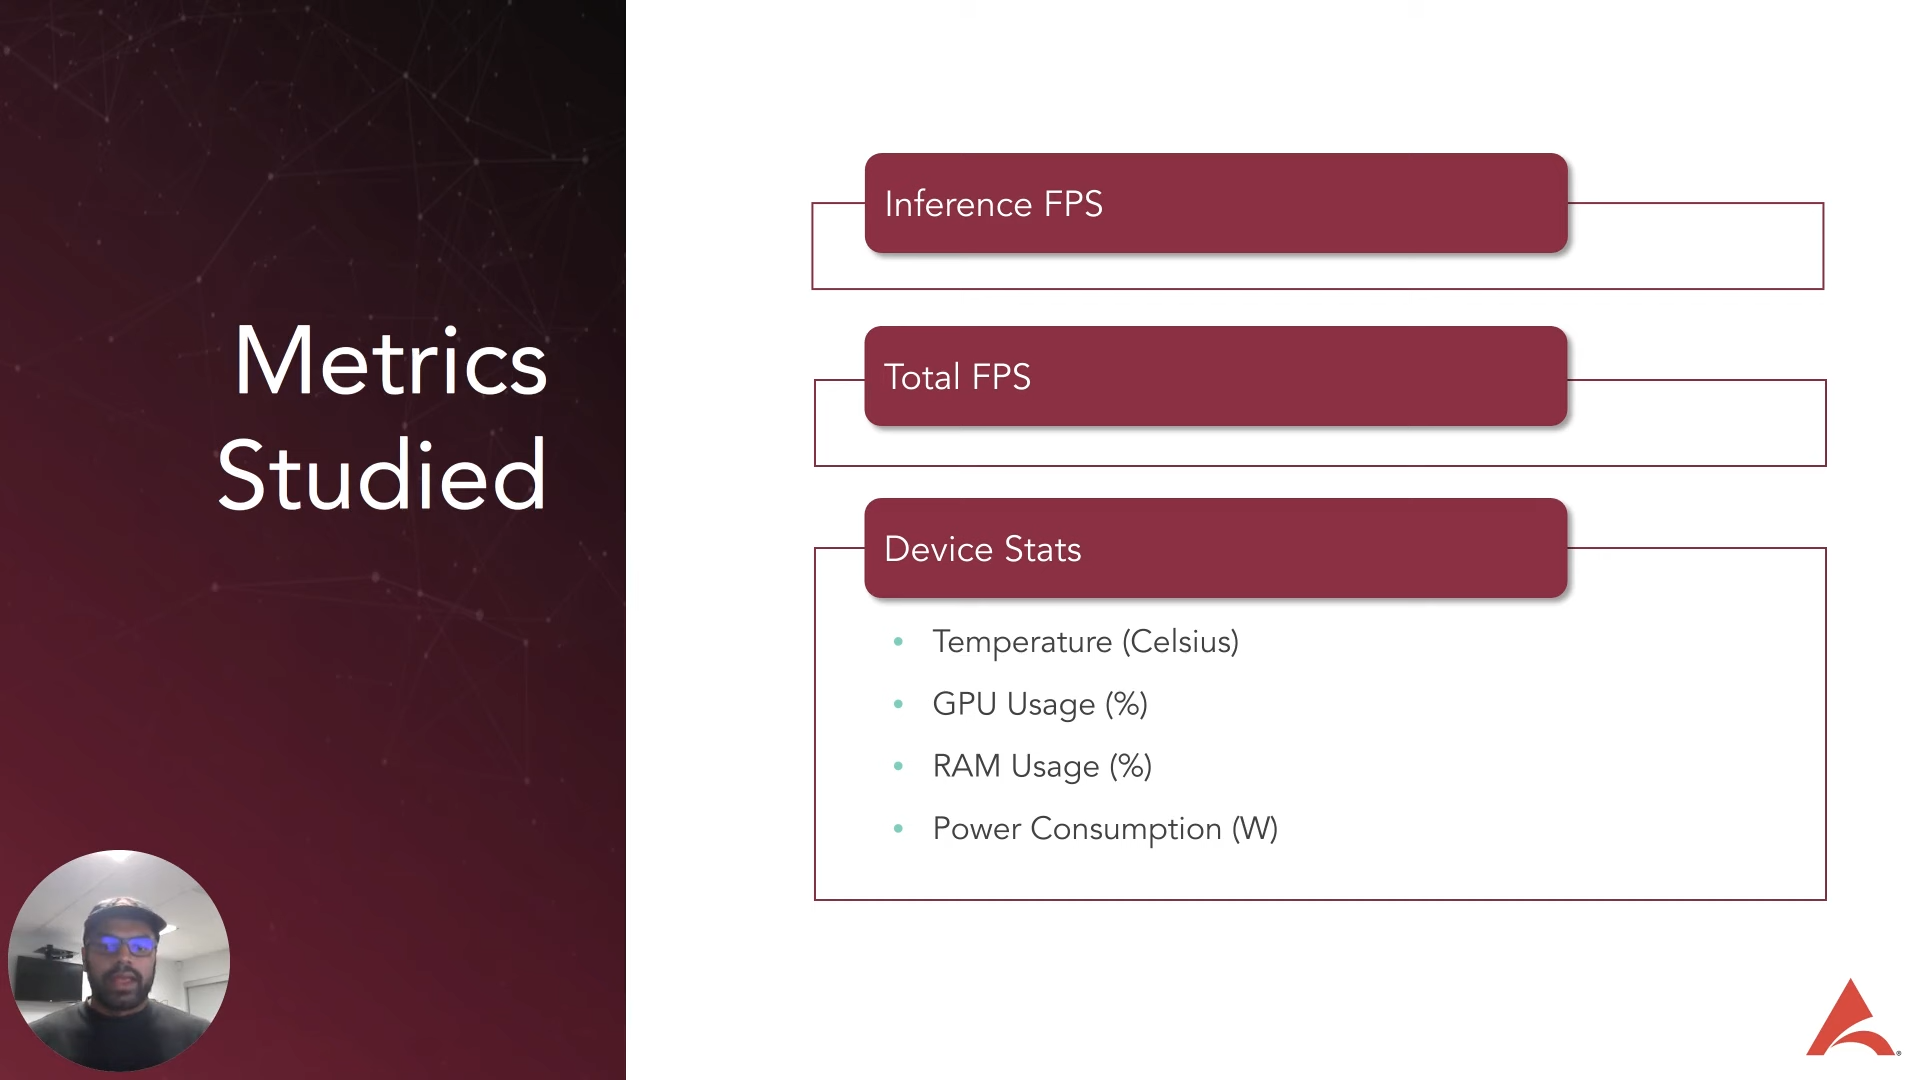 Metrics
Studied
Inference FPS
Total FPS
Device Stats
• Temperature (Celsius)
• GPU Usage (%)
• RAM Usage (%)
• Power Consumption (W)
®